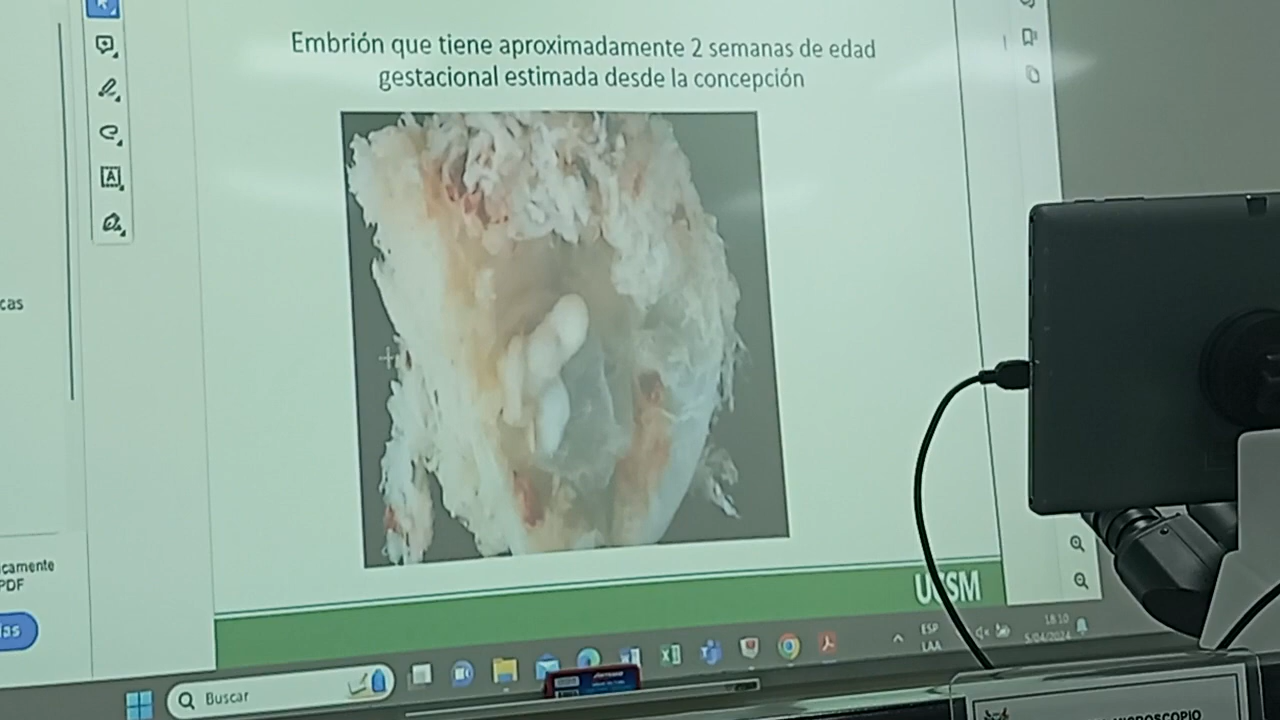 Embrión que tiene aproximadamente 2 semanas de edad
gestacional estimada desde la concepción
A
cas
camente
PDF
UCSM
ESP
LAA
18:10
5/04/2024
Buscar
MICROSCOPIO